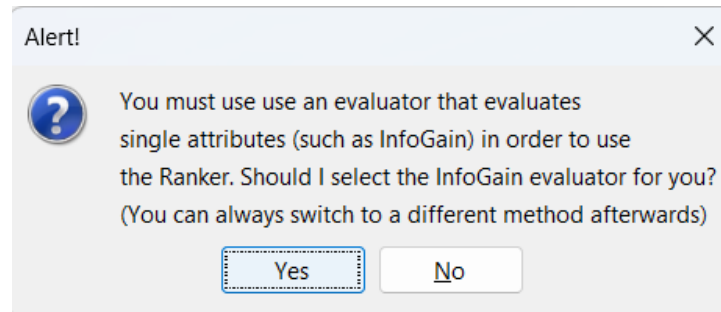 Alert!
You must use use an evaluator that evaluates
single attributes (such as InfoGain) in order to use
the Ranker. Should I select the InfoGain evaluator for you?
(You can always switch to a different method afterwards)
Yes No